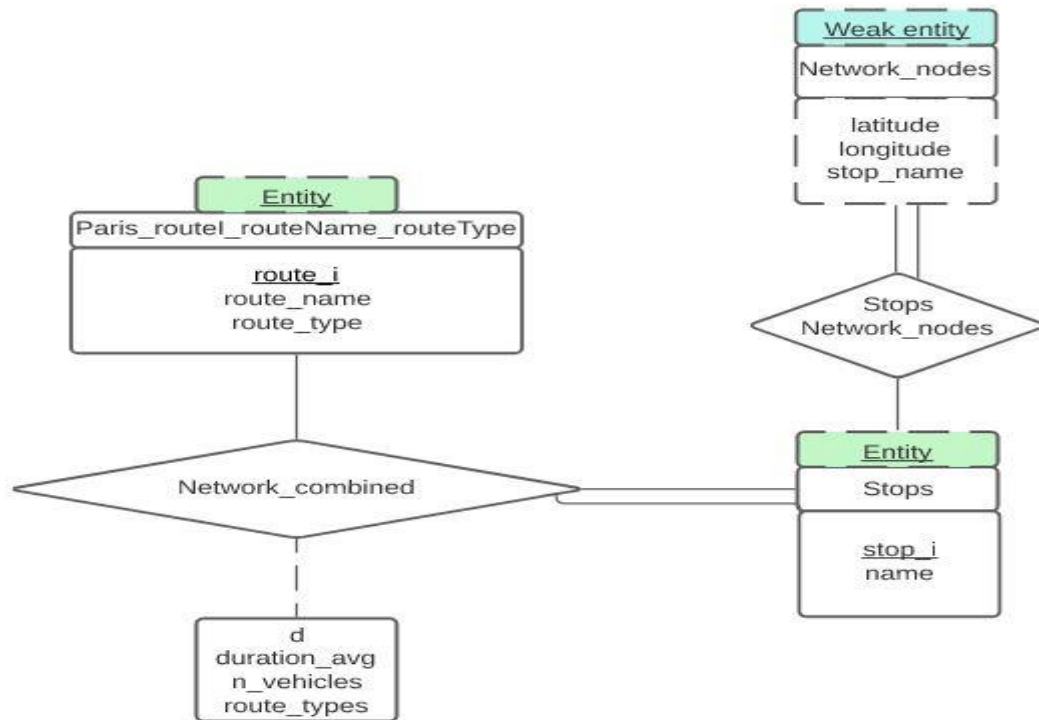 Weak entity
Network_nodes
latitude
longitude
stop_name
Entity
Paris_routeI_routeName_routeType
route_i
route_name
route_type
Stops
Network_nodes
Network_combined
Entity
Stops
stop_i
name
d
duration_avg
n_vehicles
route_types